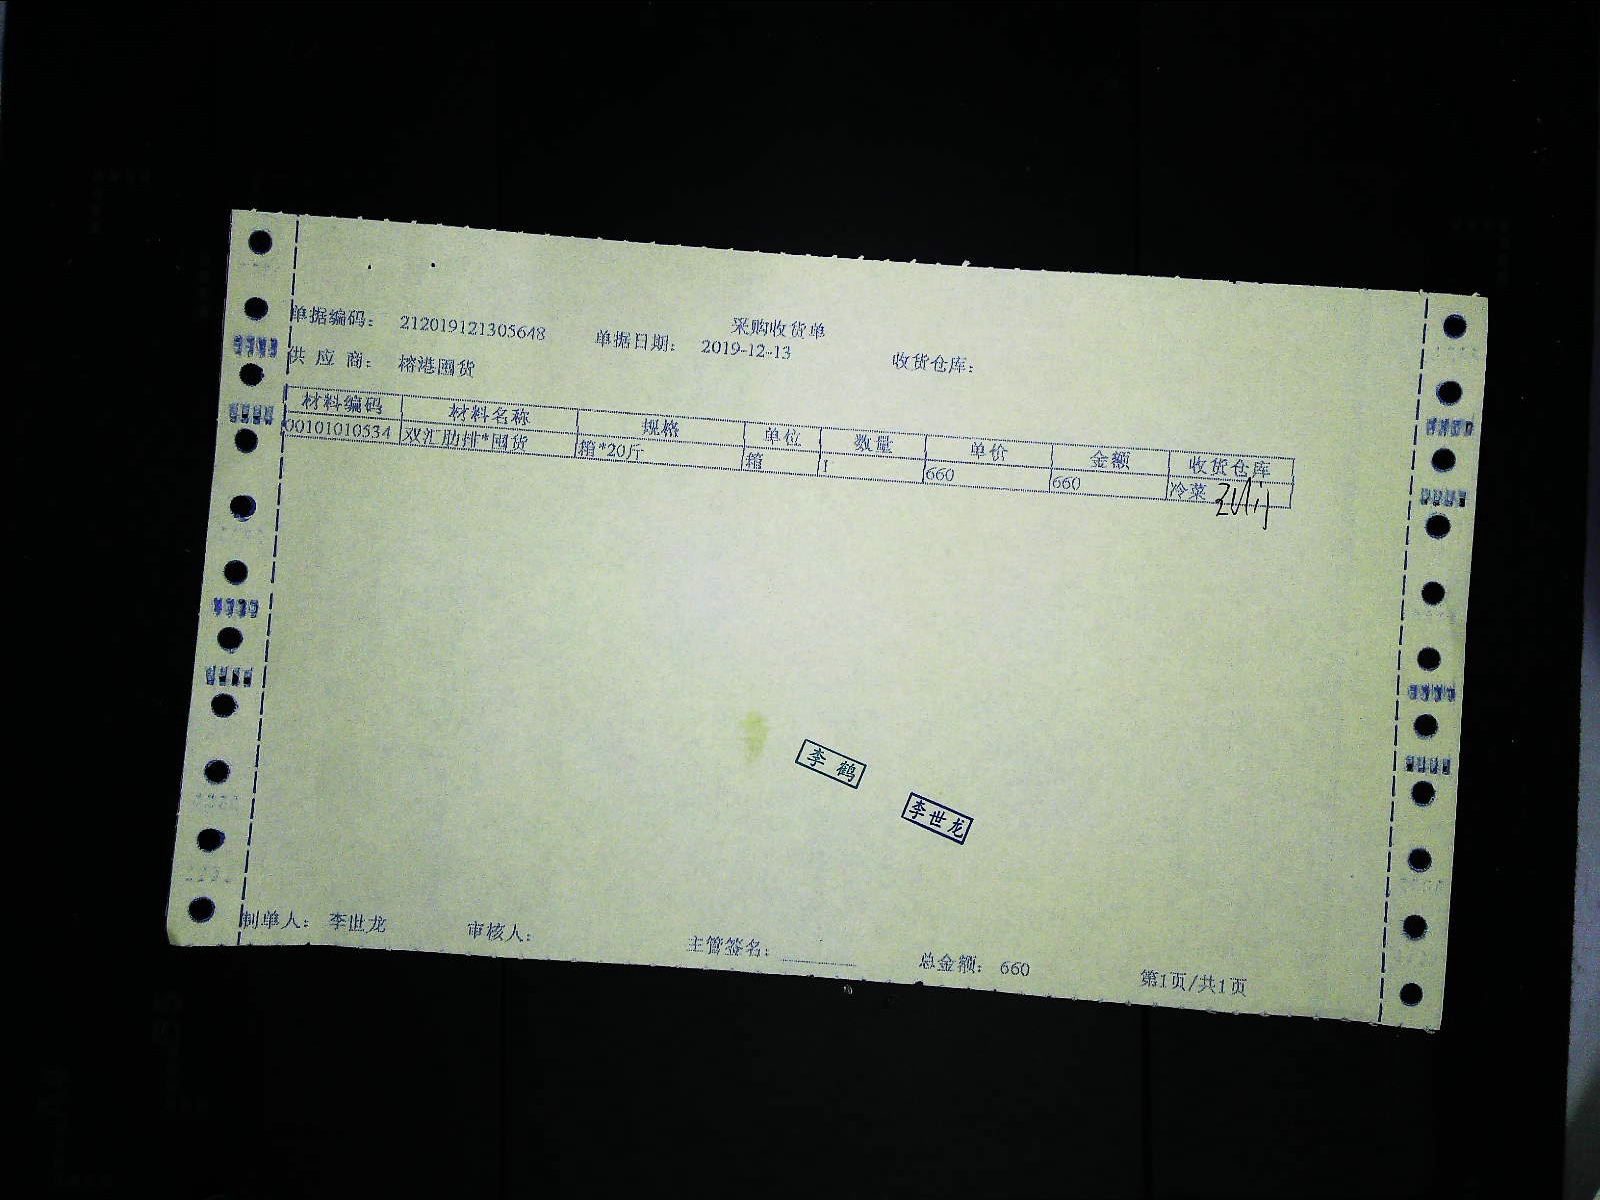 采购收货单
单据编码： 212019121305648 单据日期： 2019-12-13 收货仓库：
供 应 商： 榕港囤货
材料编码 材料名称 规格 单位 数量 单价 金额 收货仓库
00101010534 双汇肋排*囤货 箱*20斤 箱 1 660 660 冷菜
李 鹤
李世龙
制单人： 李世龙 审核人： 主管签名： 总金额： 660 第1页/共1页